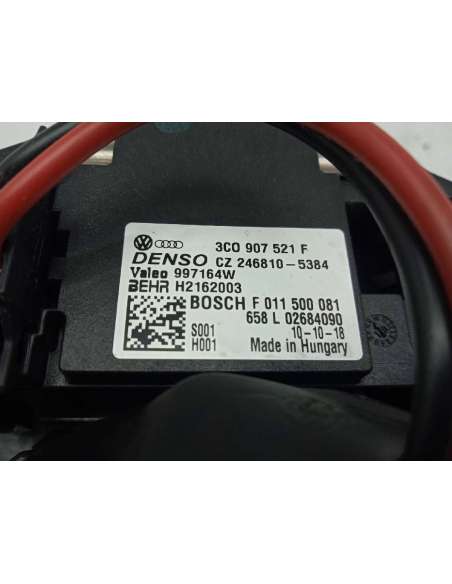 3C0 907 521 F
DENSO CZ 246810-5384
Valeo 997164W
BEHR H2162003
BOSCH F 011 500 081
658 L 02684090
S001 10-10-18
H001 Made in Hungary